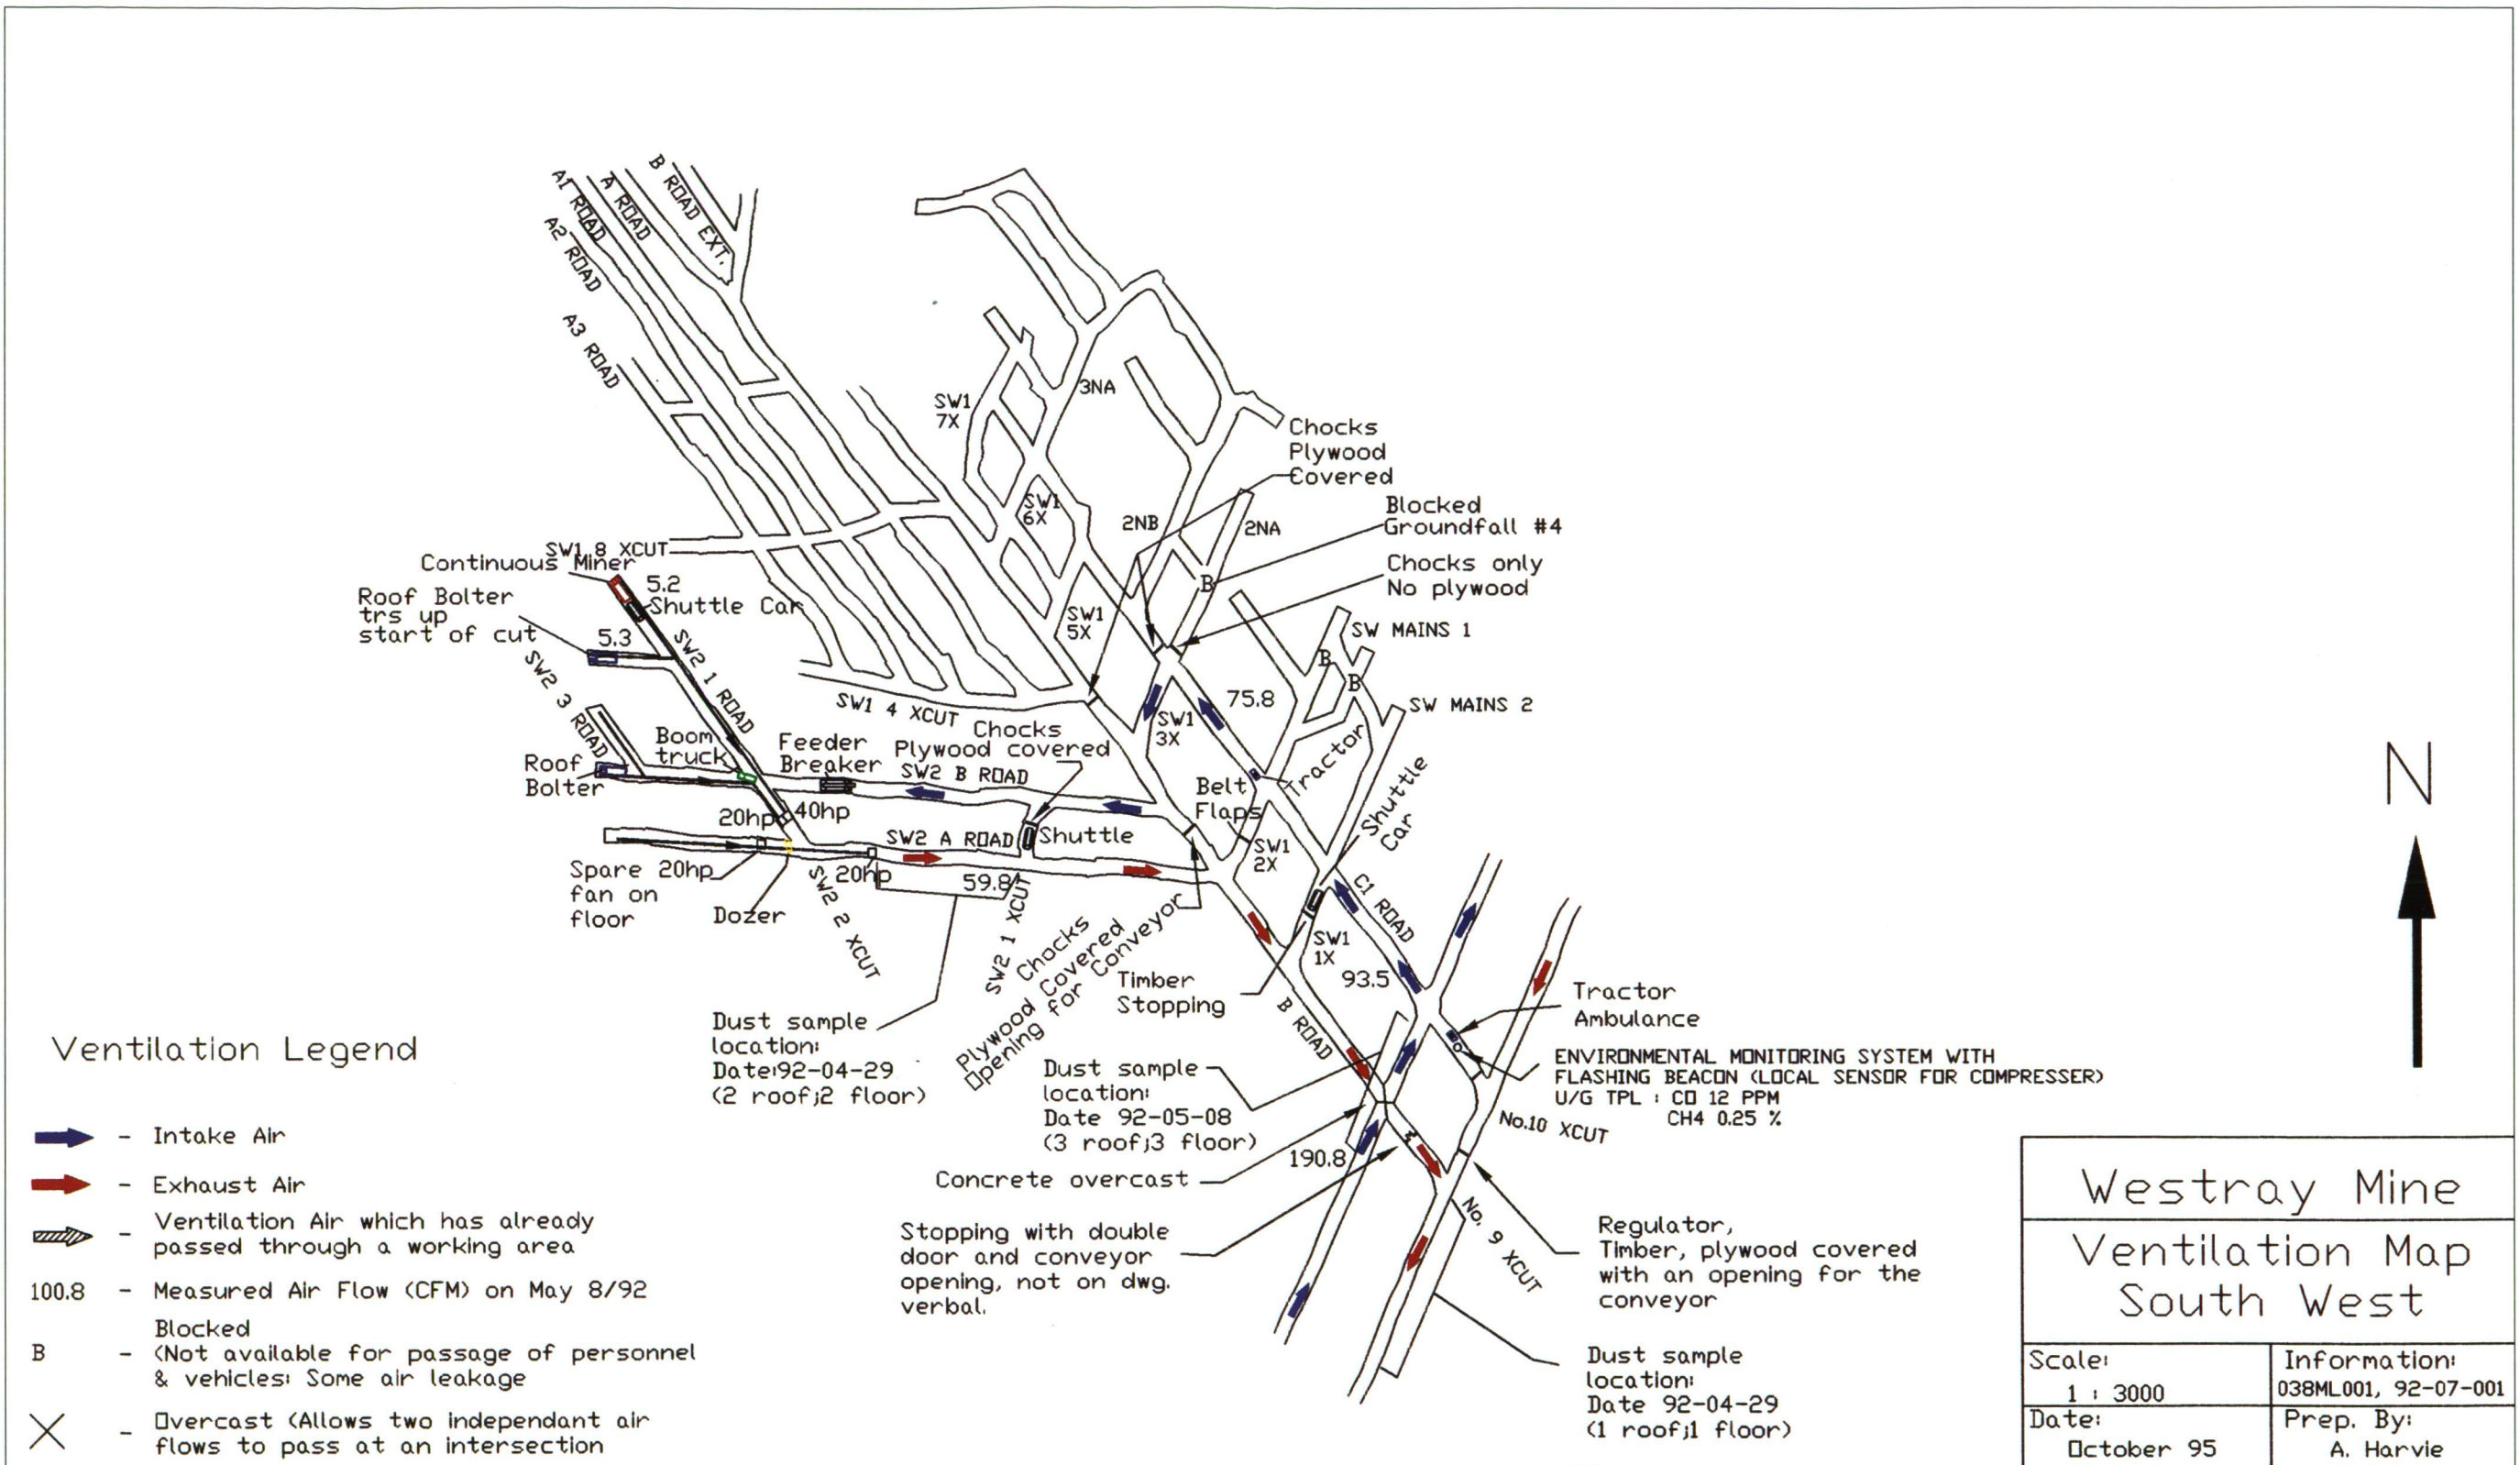 B ROAD EXT.
A ROAD
A1 ROAD
A2 ROAD
A3 ROAD
SW1
7X
3NA
Chocks
Plywood
Covered
SW1
6X
2NB
2NA
Blocked
Groundfall #4
SW1 8 XCUT
Continuous Miner
5.2
Shuttle Car
Chocks only
No plywood
Roof Bolter
trs up
start of cut
5.3
SW1
5X
SW MAINS 1
B
B
B
SW2 3 ROAD
SW2 1 ROAD
SW1 4 XCUT
75.8
SW MAINS 2
SW1
3X
Chocks
Plywood covered
Boom
truck
Feeder
Breaker
SW2 B ROAD
Roof
Bolter
Tractor
Belt
Flaps
Shuttle
Car
20hp
40hp
SW2 A ROAD
Shuttle
SW1
2X
Spare 20hp
fan on
floor
Dozer
20hp
59.8
SW2 2 XCUT
SW2 1 XCUT
C1 ROAD
Chocks
Plywood Covered
Opening for Conveyor
SW1
1X
93.5
Timber
Stopping
B ROAD
Tractor
Ambulance
Dust sample
location:
Date:92-04-29
(2 roof;2 floor)
ENVIRONMENTAL MONITORING SYSTEM WITH
FLASHING BEACON (LOCAL SENSOR FOR COMPRESSER)
U/G TPL : CO 12 PPM
CH4 0.25 %
Dust sample
location:
Date 92-05-08
(3 roof;3 floor)
No.10 XCUT
190.8
Concrete overcast
No. 9 XCUT
Stopping with double
door and conveyor
opening, not on dwg.
verbal.
Regulator,
Timber, plywood covered
with an opening for the
conveyor
Dust sample
location:
Date 92-04-29
(1 roof;1 floor)
N
Ventilation Legend
- Intake Air
- Exhaust Air
- Ventilation Air which has already
passed through a working area
100.8 - Measured Air Flow (CFM) on May 8/92
Blocked
B - (Not available for passage of personnel
& vehicles: Some air leakage
- Overcast (Allows two independant air
flows to pass at an intersection
Westray Mine
Ventilation Map
South West
Scale:
1 : 3000
Information:
038ML001, 92-07-001
Date:
October 95
Prep. By:
A. Harvie